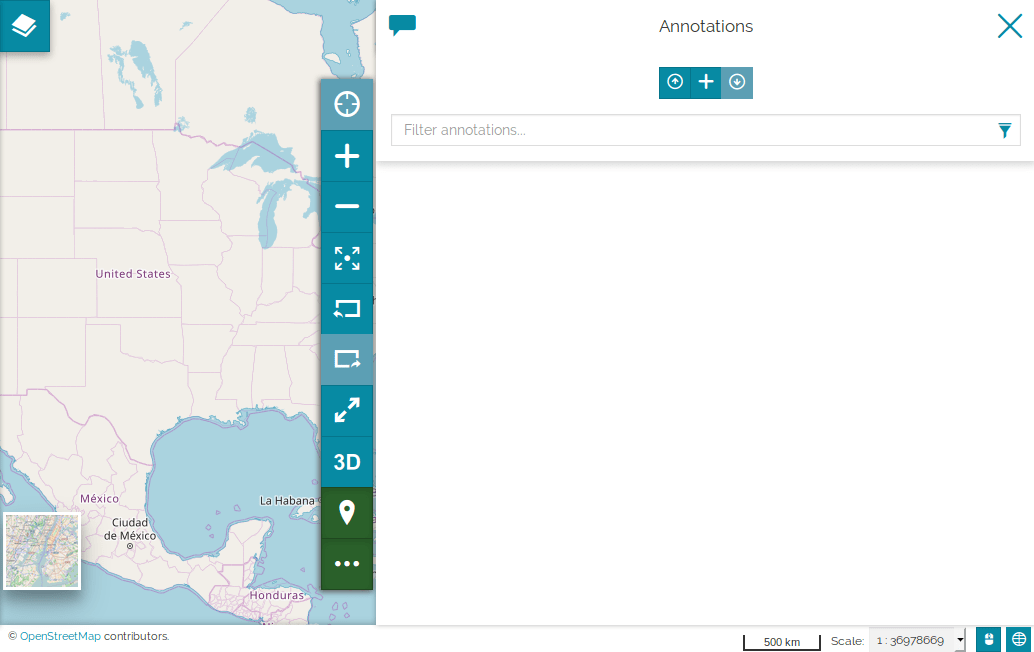 Annotations
Filter annotations...
United States
3D
La Habana
México
Ciudad
de México
Honduras
© OpenStreetMap contributors.
500 km
Scale:
1 : 36978669